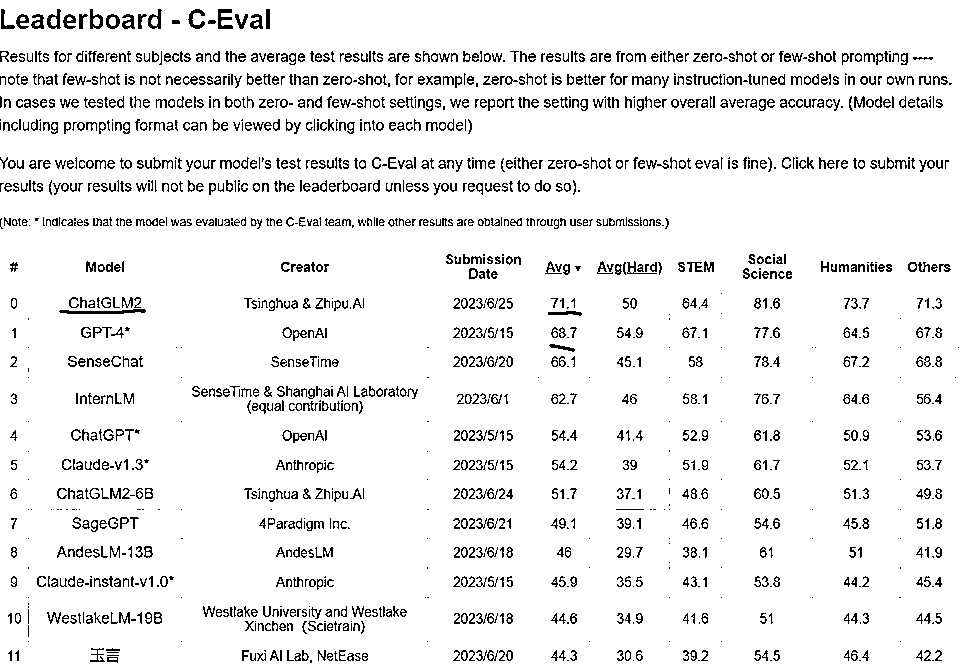 Leaderboard - C-Eval
Results for different subjects and the average test results are shown below. The results are from either zero-shot or few-shot prompting ----
note that few-shot is not necessarily better than zero-shot, for example, zero-shot is better for many instruction-tuned models in our own runs.
In cases we tested the models in both zero- and few-shot settings, we report the setting with higher overall average accuracy. (Model details
including prompting format can be viewed by clicking into each model)
You are welcome to submit your model's test results to C-Eval at any time (either zero-shot or few-shot eval is fine). Click here to submit your
results (your results will not be public on the leaderboard unless you request to do so).
(Note: * indicates that the model was evaluated by the C-Eval team, while other results are obtained through user submissions.)
# Model Creator Submission Date Avg ▾ Avg(Hard) STEM Social Science Humanities Others
0 ChatGLM2 Tsinghua & Zhipu.AI 2023/6/25 71.1 50 64.4 81.6 73.7 71.3
1 GPT-4* OpenAI 2023/5/15 68.7 54.9 67.1 77.6 64.5 67.8
2 SenseChat SenseTime 2023/6/20 66.1 45.1 58 78.4 67.2 68.8
3 InternLM SenseTime & Shanghai AI Laboratory (equal contribution) 2023/6/1 62.7 46 58.1 76.7 64.6 56.4
4 ChatGPT* OpenAI 2023/5/15 54.4 41.4 52.9 61.8 50.9 53.6
5 Claude-v1.3* Anthropic 2023/5/15 54.2 39 51.9 61.7 52.1 53.7
6 ChatGLM2-6B Tsinghua & Zhipu.AI 2023/6/24 51.7 37.1 48.6 60.5 51.3 49.8
7 SageGPT 4Paradigm Inc. 2023/6/21 49.1 39.1 46.6 54.6 45.8 51.8
8 AndesLM-13B AndesLM 2023/6/18 46 29.7 38.1 61 51 41.9
9 Claude-instant-v1.0* Anthropic 2023/5/15 45.9 35.5 43.1 53.8 44.2 45.4
10 WestlakeLM-19B Westlake University and Westlake Xinchen (Scietrain) 2023/6/18 44.6 34.9 41.6 51 44.3 44.5
11 玉言 Fuxi AI Lab, NetEase 2023/6/20 44.3 30.6 39.2 54.5 46.4 42.2